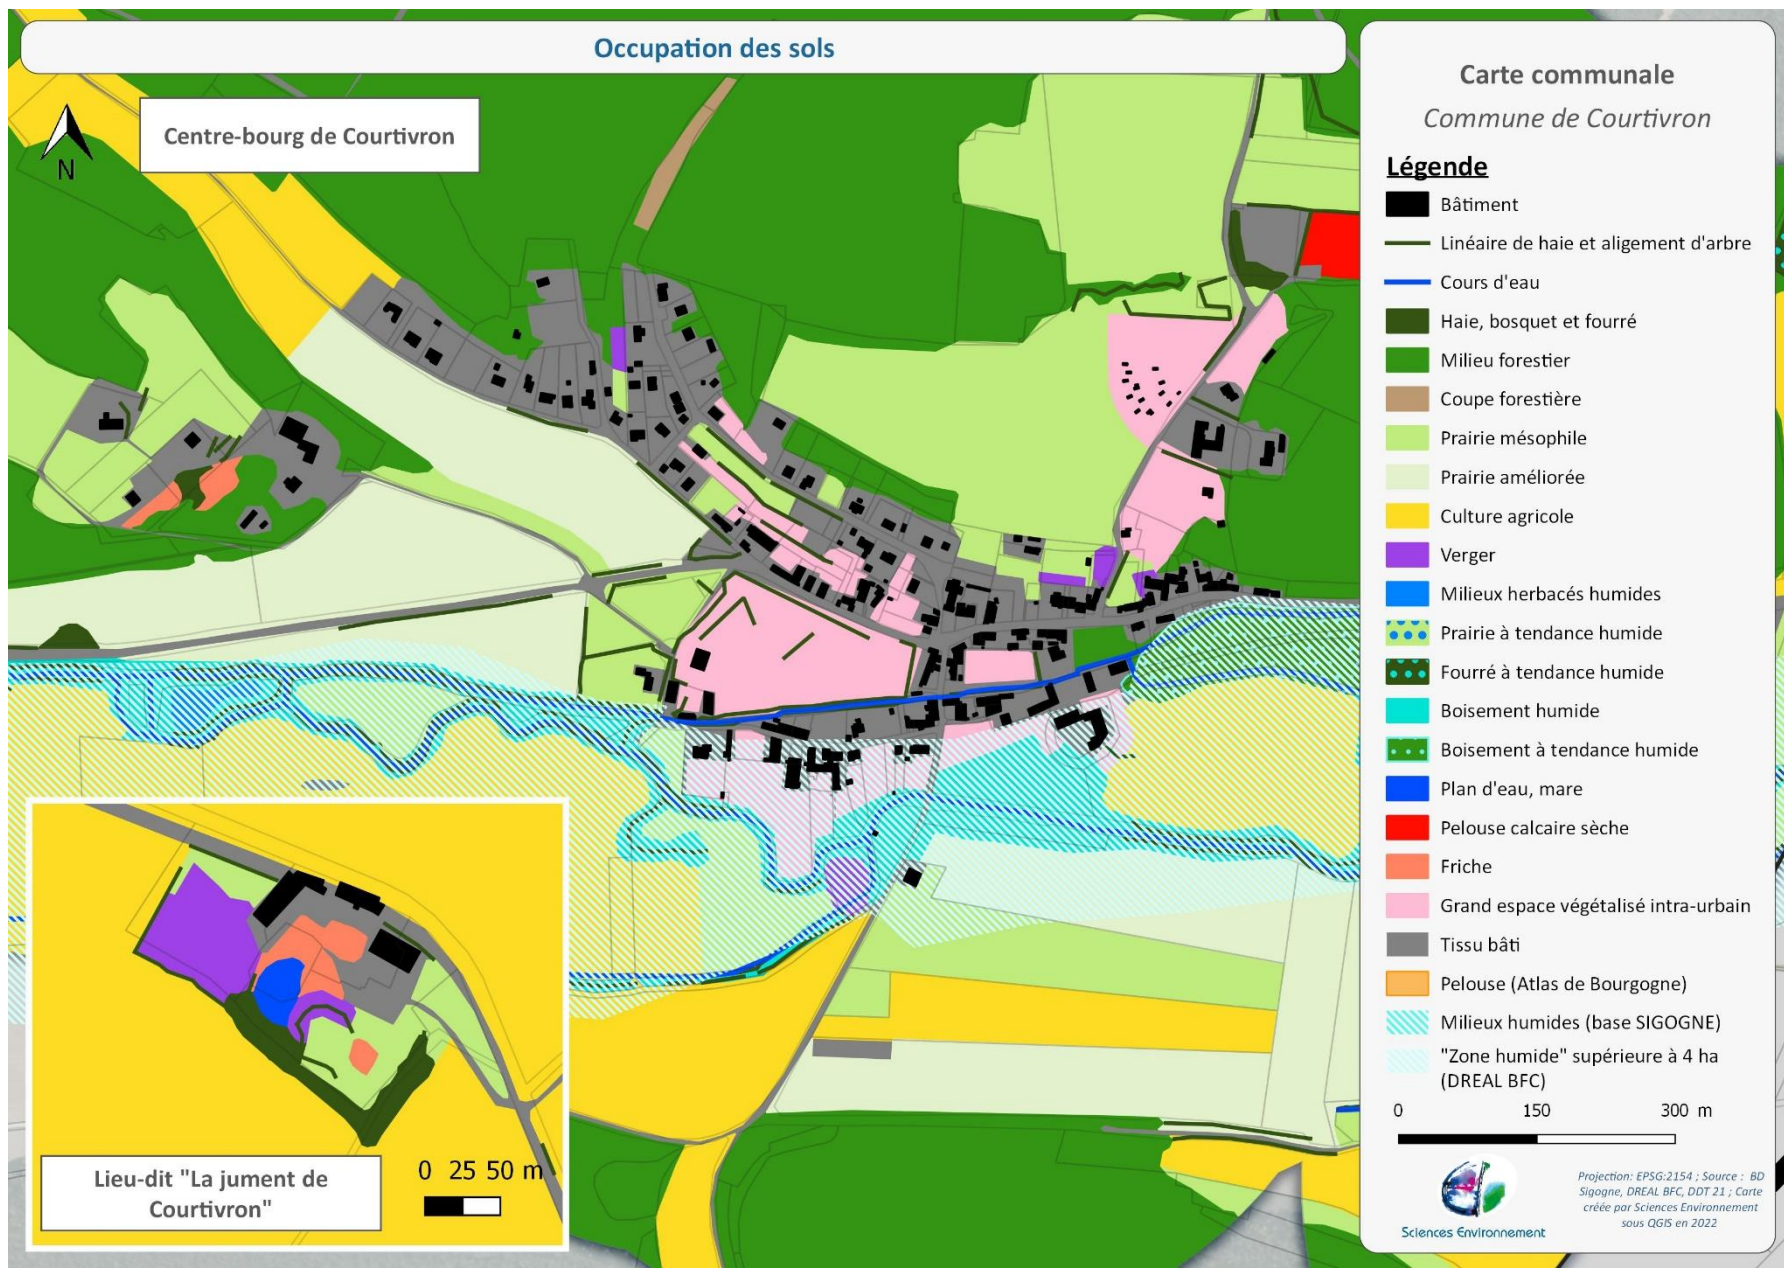 Occupation des sols
Centre-bourg de Courtivron
N
Carte communale
Commune de Courtivron
Légende
Bâtiment
Linéaire de haie et aligement d'arbre
Cours d'eau
Haie, bosquet et fourré
Milieu forestier
Coupe forestière
Prairie mésophile
Prairie améliorée
Culture agricole
Verger
Milieux herbacés humides
Prairie à tendance humide
Fourré à tendance humide
Boisement humide
Boisement à tendance humide
Plan d'eau, mare
Pelouse calcaire sèche
Friche
Grand espace végétalisé intra-urbain
Tissu bâti
Pelouse (Atlas de Bourgogne)
Milieux humides (base SIGOGNE)
"Zone humide" supérieure à 4 ha
(DREAL BFC)
0 150 300 m
Sciences Environnement
Projection: EPSG:2154 ; Source : BD
Sigogne, DREAL BFC, DDT 21 ; Carte
créée par Sciences Environnement
sous QGIS en 2022
Lieu-dit "La jument de
Courtivron"
0 25 50 m